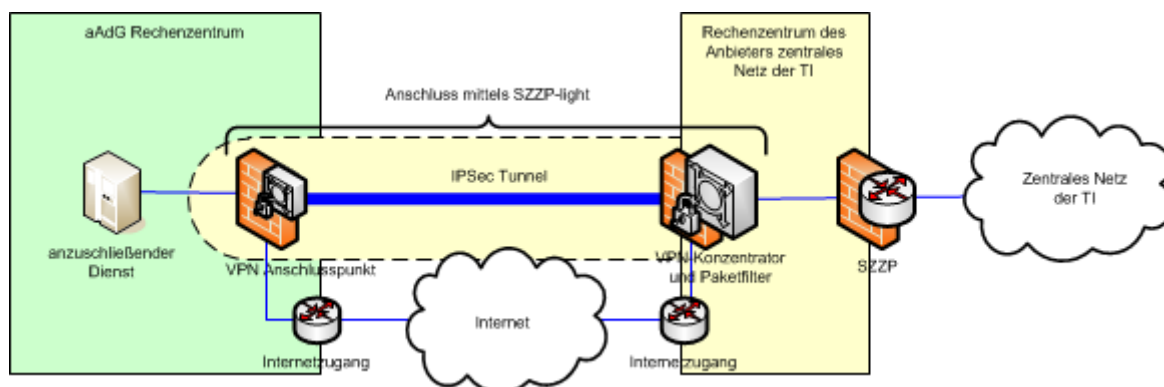 aAdG Rechenzentrum
Rechenzentrum des
Anbieters zentrales
Netz der TI
Anschluss mittels SZZP-light
IPSec Tunnel
Zentrales Netz
der TI
anzuschließender
Dienst
VPN Anschlusspunkt
VPN-Konzentrator
und Paketfilter
SZZP
Internet
Internetzugang
Internetzugang